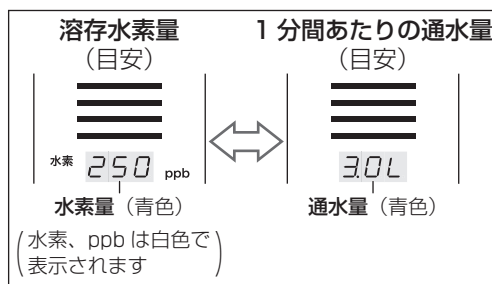 溶存水素量
(目安)
水素 250 ppb
水素量(青色)
(水素、ppb は白色で
表示されます)
1 分間あたりの通水量
(目安)
3.0L
通水量(青色)